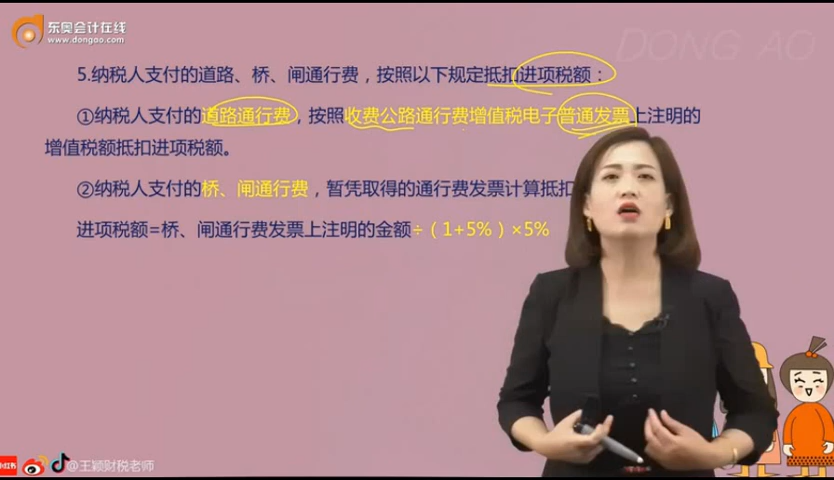 东奥会计在线
www.dongao.com
DONG AO
5.纳税人支付的道路、桥、闸通行费，按照以下规定抵扣进项税额：
①纳税人支付的道路通行费，按照收费公路通行费增值税电子普通发票上注明的
增值税额抵扣进项税额。
②纳税人支付的桥、闸通行费，暂凭取得的通行费发票计算抵扣
进项税额=桥、闸通行费发票上注明的金额÷（1+5%）×5%
小红书
@王颖财税老师